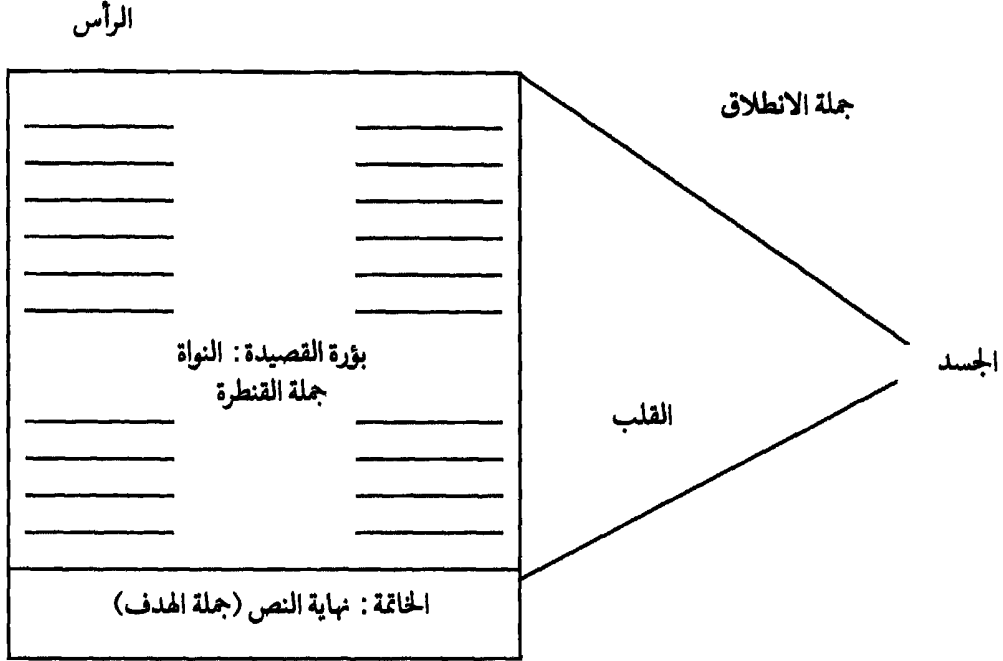 الرأس
جملة الانطلاق
بؤرة القصيدة : النواة
جملة القنطرة
الجسد
القلب
الخاتمة : نهاية النص (جملة الهدف)